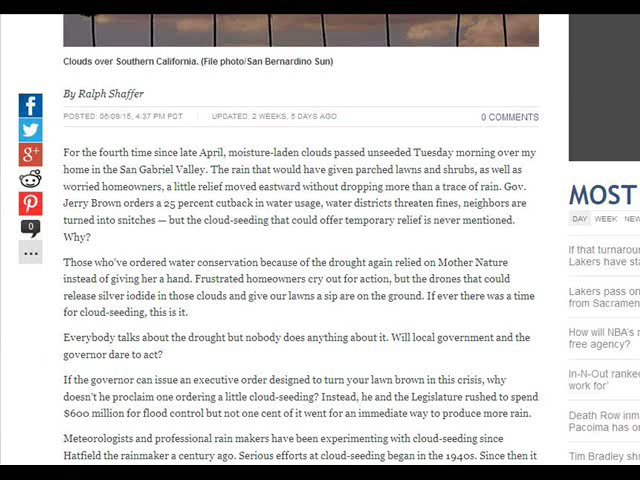 Clouds over Southern California. (File photo/San Bernardino Sun)
By Ralph Shaffer
POSTED: 06/09/15, 4:37 PM PDT | UPDATED: 2 WEEKS, 5 DAYS AGO
0 COMMENTS
For the fourth time since late April, moisture-laden clouds passed unseeded Tuesday morning over my
home in the San Gabriel Valley. The rain that would have given parched lawns and shrubs, as well as
worried homeowners, a little relief moved eastward without dropping more than a trace of rain. Gov.
Jerry Brown orders a 25 percent cutback in water usage, water districts threaten fines, neighbors are
turned into snitches — but the cloud-seeding that could offer temporary relief is never mentioned.
Why?
Those who've ordered water conservation because of the drought again relied on Mother Nature
instead of giving her a hand. Frustrated homeowners cry out for action, but the drones that could
release silver iodide in those clouds and give our lawns a sip are on the ground. If ever there was a time
for cloud-seeding, this is it.
Everybody talks about the drought but nobody does anything about it. Will local government and the
governor dare to act?
If the governor can issue an executive order designed to turn your lawn brown in this crisis, why
doesn't he proclaim one ordering a little cloud-seeding? Instead, he and the Legislature rushed to spend
$600 million for flood control but not one cent of it went for an immediate way to produce more rain.
Meteorologists and professional rain makers have been experimenting with cloud-seeding since
Hatfield the rainmaker a century ago. Serious efforts at cloud-seeding began in the 1940s. Since then it
f
g+
0
...
MOST
DAY WEEK NEW
If that turnarou
Lakers have sta
Lakers pass on
from Sacramen
How will NBA's n
free agency?
In-N-Out ranked
work for'
Death Row inm
Pacoima has on
Tim Bradley shr